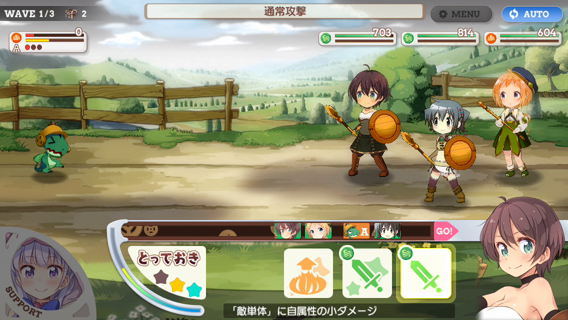 WAVE 1/3 2
通常攻撃
MENU
AUTO
A
0
703
814
604
A
GO!
とっておき
SUPPORT
「敵単体」に自属性の小ダメージ